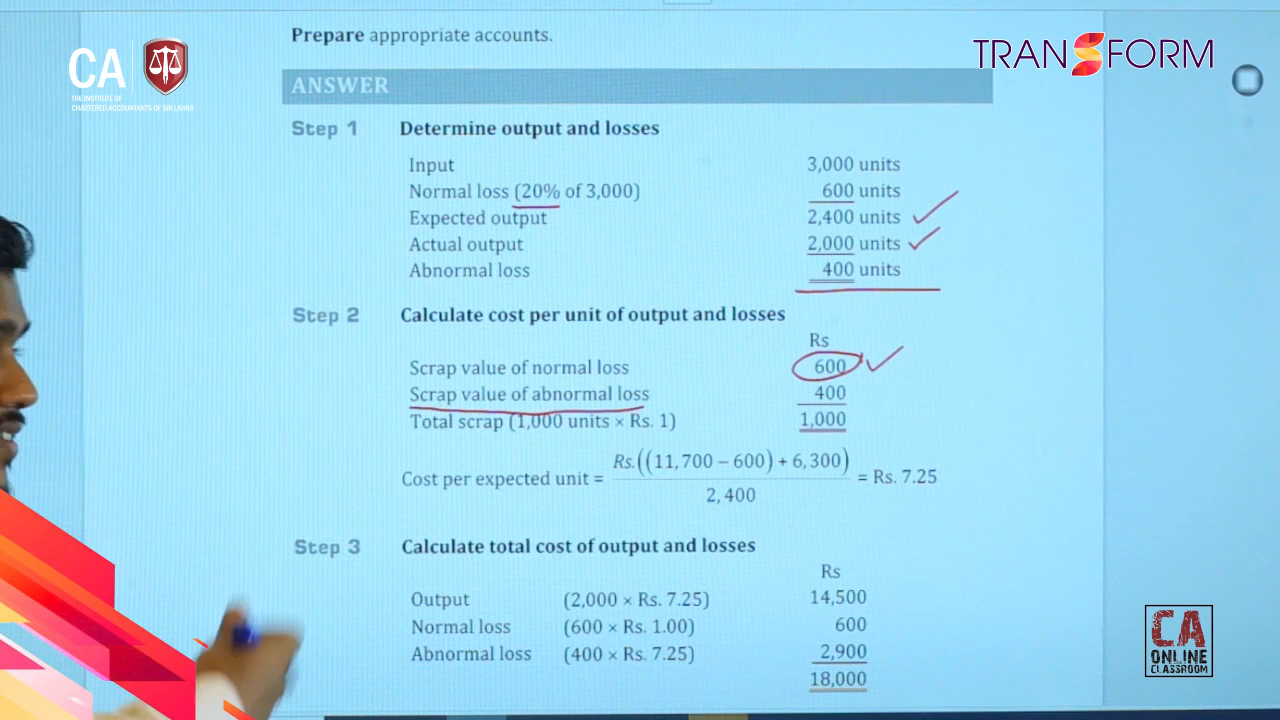 Prepare appropriate accounts.
CA
THE INSTITUTE OF
CHARTERED ACCOUNTANTS OF SRI LANKA
TRANSFORM
ANSWER
Step 1 Determine output and losses
Input 3,000 units
Normal loss (20% of 3,000) 600 units
Expected output 2,400 units
Actual output 2,000 units
Abnormal loss 400 units
Step 2 Calculate cost per unit of output and losses
Rs
Scrap value of normal loss 600
Scrap value of abnormal loss 400
Total scrap (1,000 units × Rs. 1) 1,000
Cost per expected unit = Rs.((11,700 − 600) + 6,300) / 2,400 = Rs. 7.25
Step 3 Calculate total cost of output and losses
Rs
Output (2,000 × Rs. 7.25) 14,500
Normal loss (600 × Rs. 1.00) 600
Abnormal loss (400 × Rs. 7.25) 2,900
18,000
CA
ONLINE
CLASSROOM